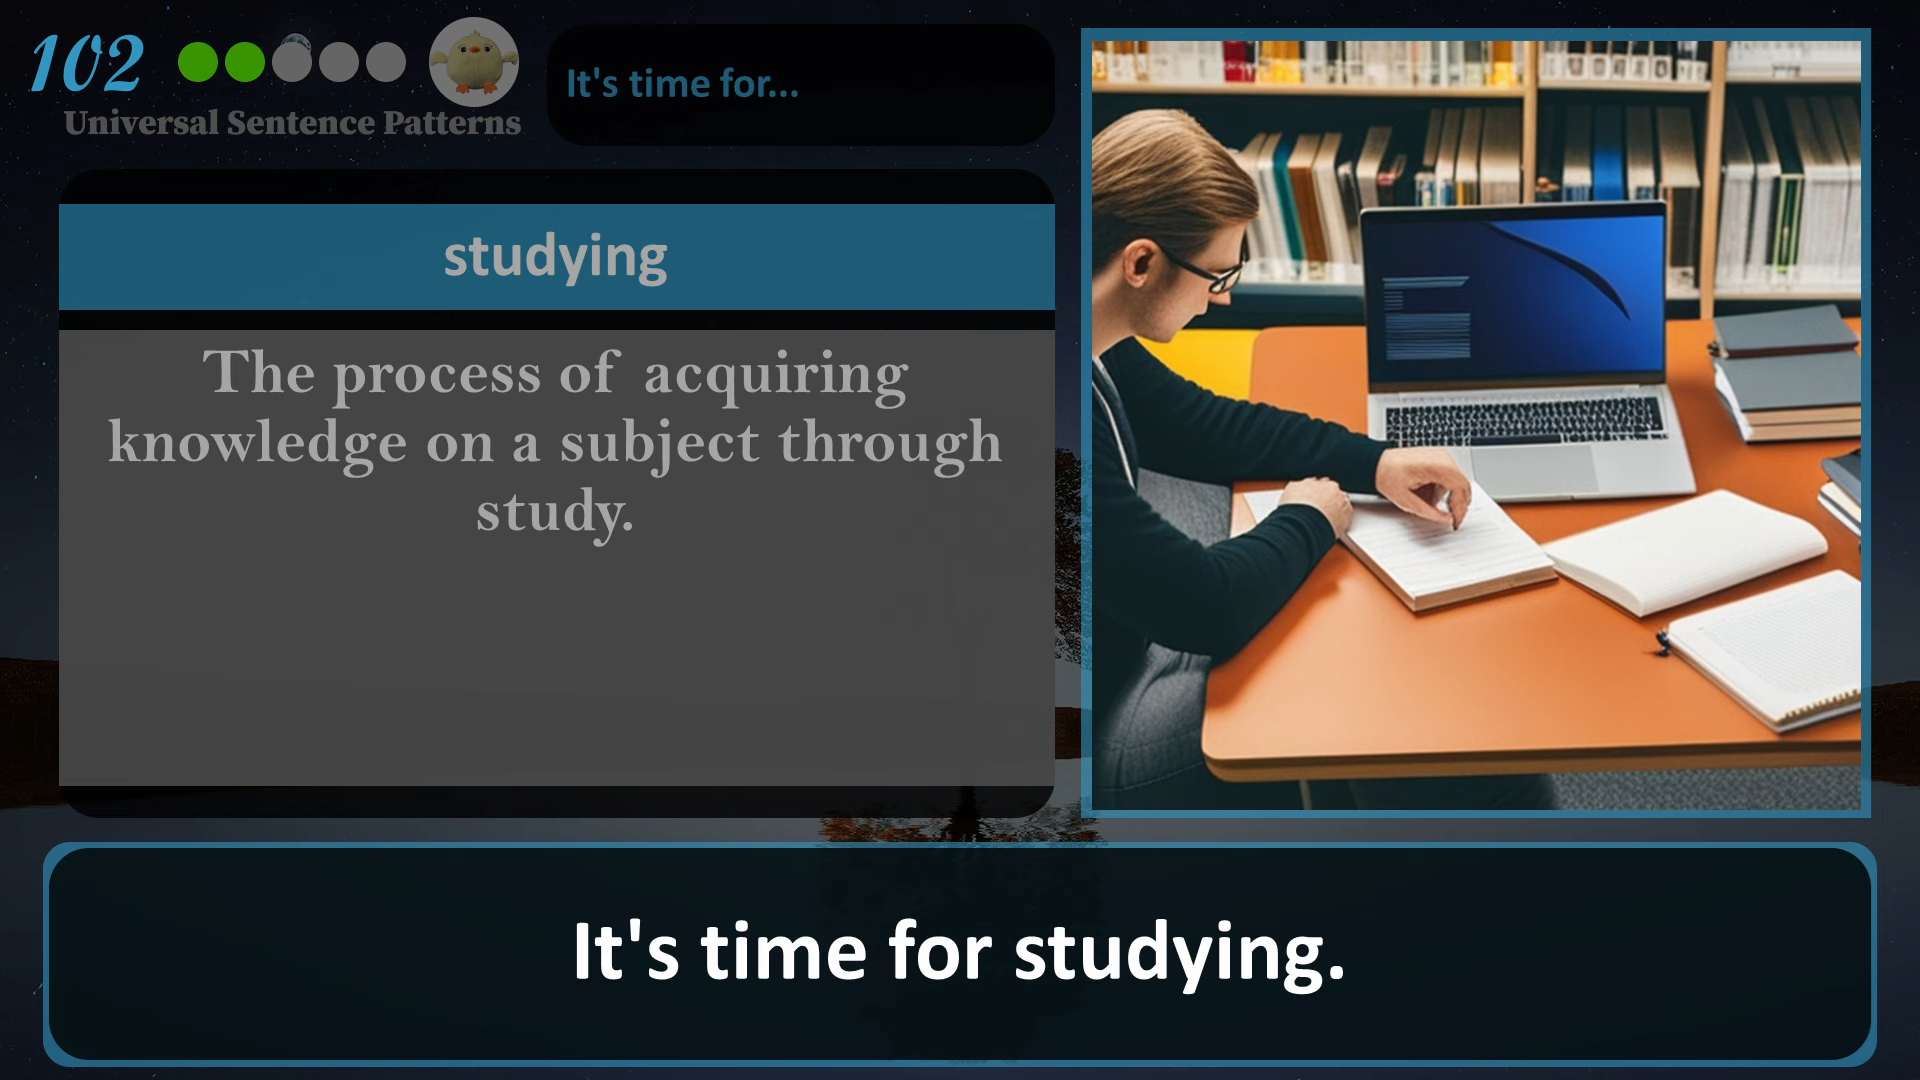 102
Universal Sentence Patterns
It's time for...
studying
The process of acquiring
knowledge on a subject through
study.
It's time for studying.